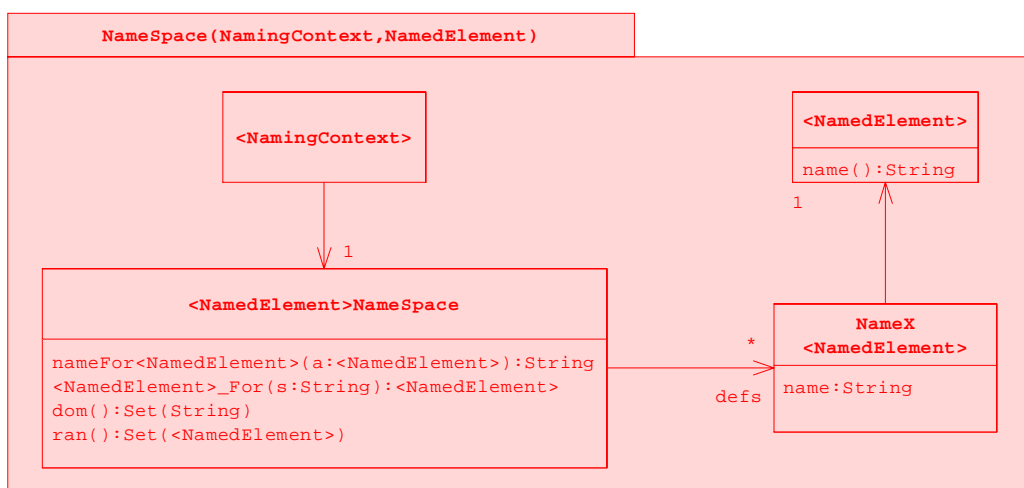 NameSpace(NamingContext,NamedElement)
<NamingContext>
<NamedElement>
name():String
1
1
<NamedElement>NameSpace
nameFor<NamedElement>(a:<NamedElement>):String
<NamedElement>_For(s:String):<NamedElement>
dom():Set(String)
ran():Set(<NamedElement>)
*
defs
NameX
<NamedElement>
name:String